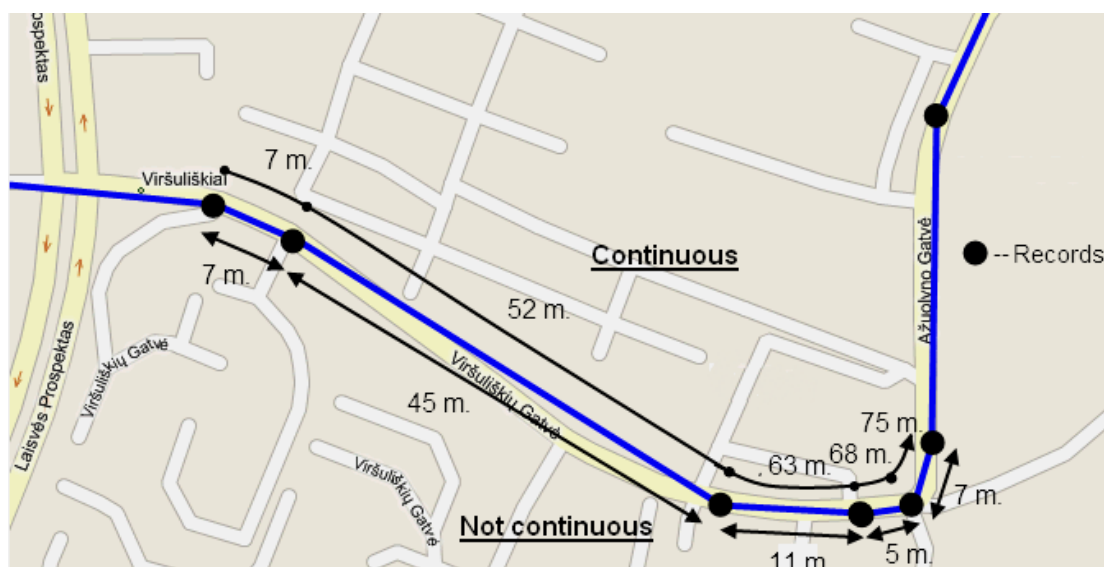 ospektas
Prospektas
7 m.
Viršuliškiai
7 m.
Continuous
-- Records
Ažuolyno Gatvė
52 m.
Viršuliškių Gatvė
45 m.
Viršuliškių Gatvė
Laisvės Prospektas
75 m.
68 m.
.63 m.
Viršuliškių Gatvė
7 m.
Not continuous
11 m.
5 m.